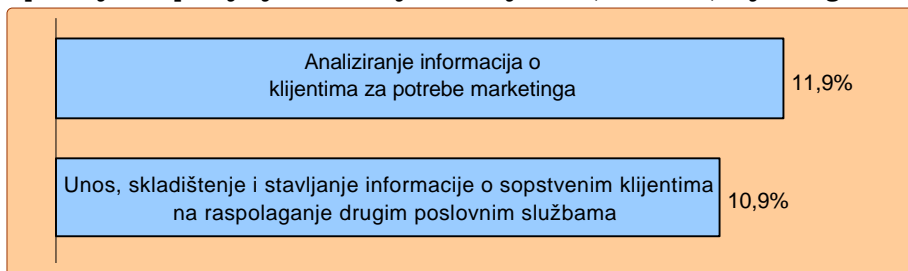 Analiziranje informacija o
klijentima za potrebe marketinga
11,9%
Unos, skladištenje i stavljanje informacije o sopstvenim klijentima
na raspolaganje drugim poslovnim službama
10,9%